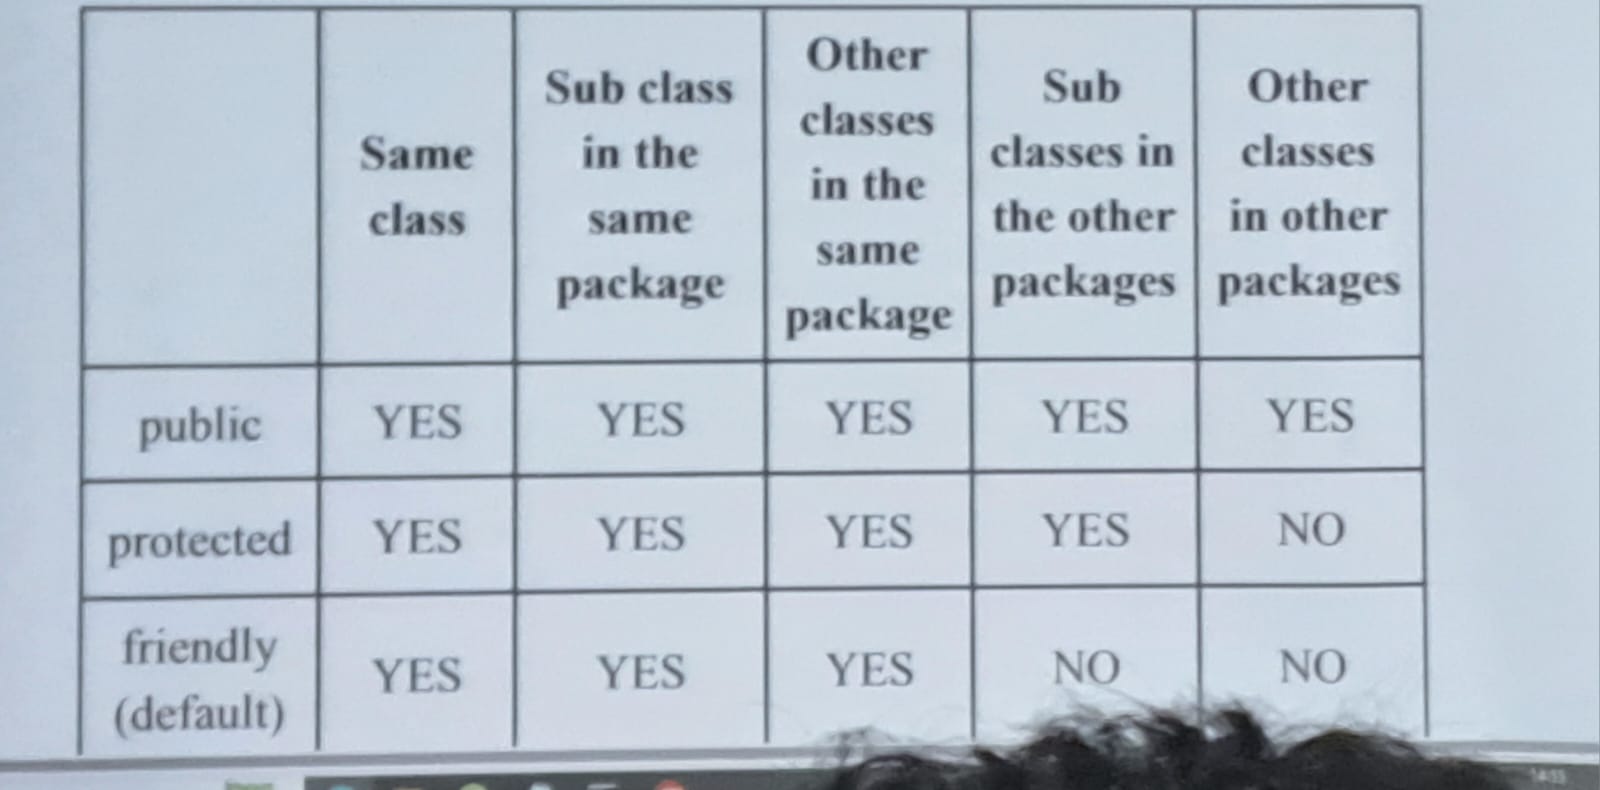 Same class
Sub class in the same package
Other classes in the same package
Sub classes in the other packages
Other classes in other packages
public YES YES YES YES YES
protected YES YES YES YES NO
friendly (default) YES YES YES NO NO